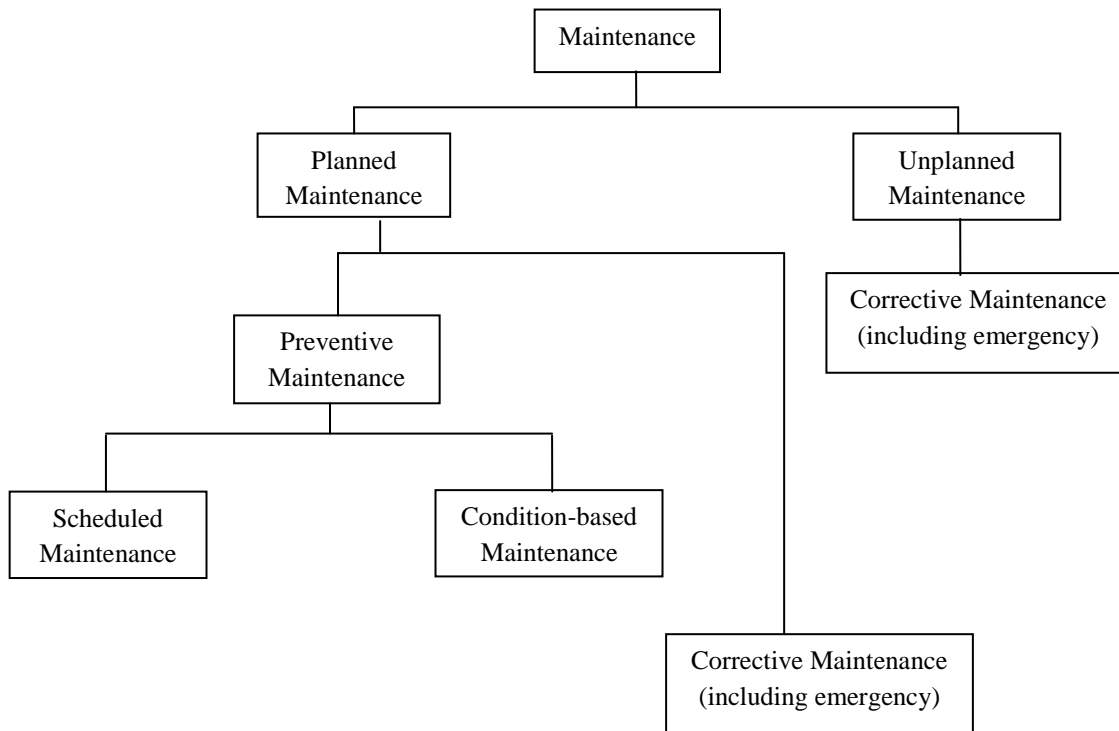 Maintenance
Planned
Maintenance
Unplanned
Maintenance
Corrective Maintenance
(including emergency)
Preventive
Maintenance
Scheduled
Maintenance
Condition-based
Maintenance
Corrective Maintenance
(including emergency)